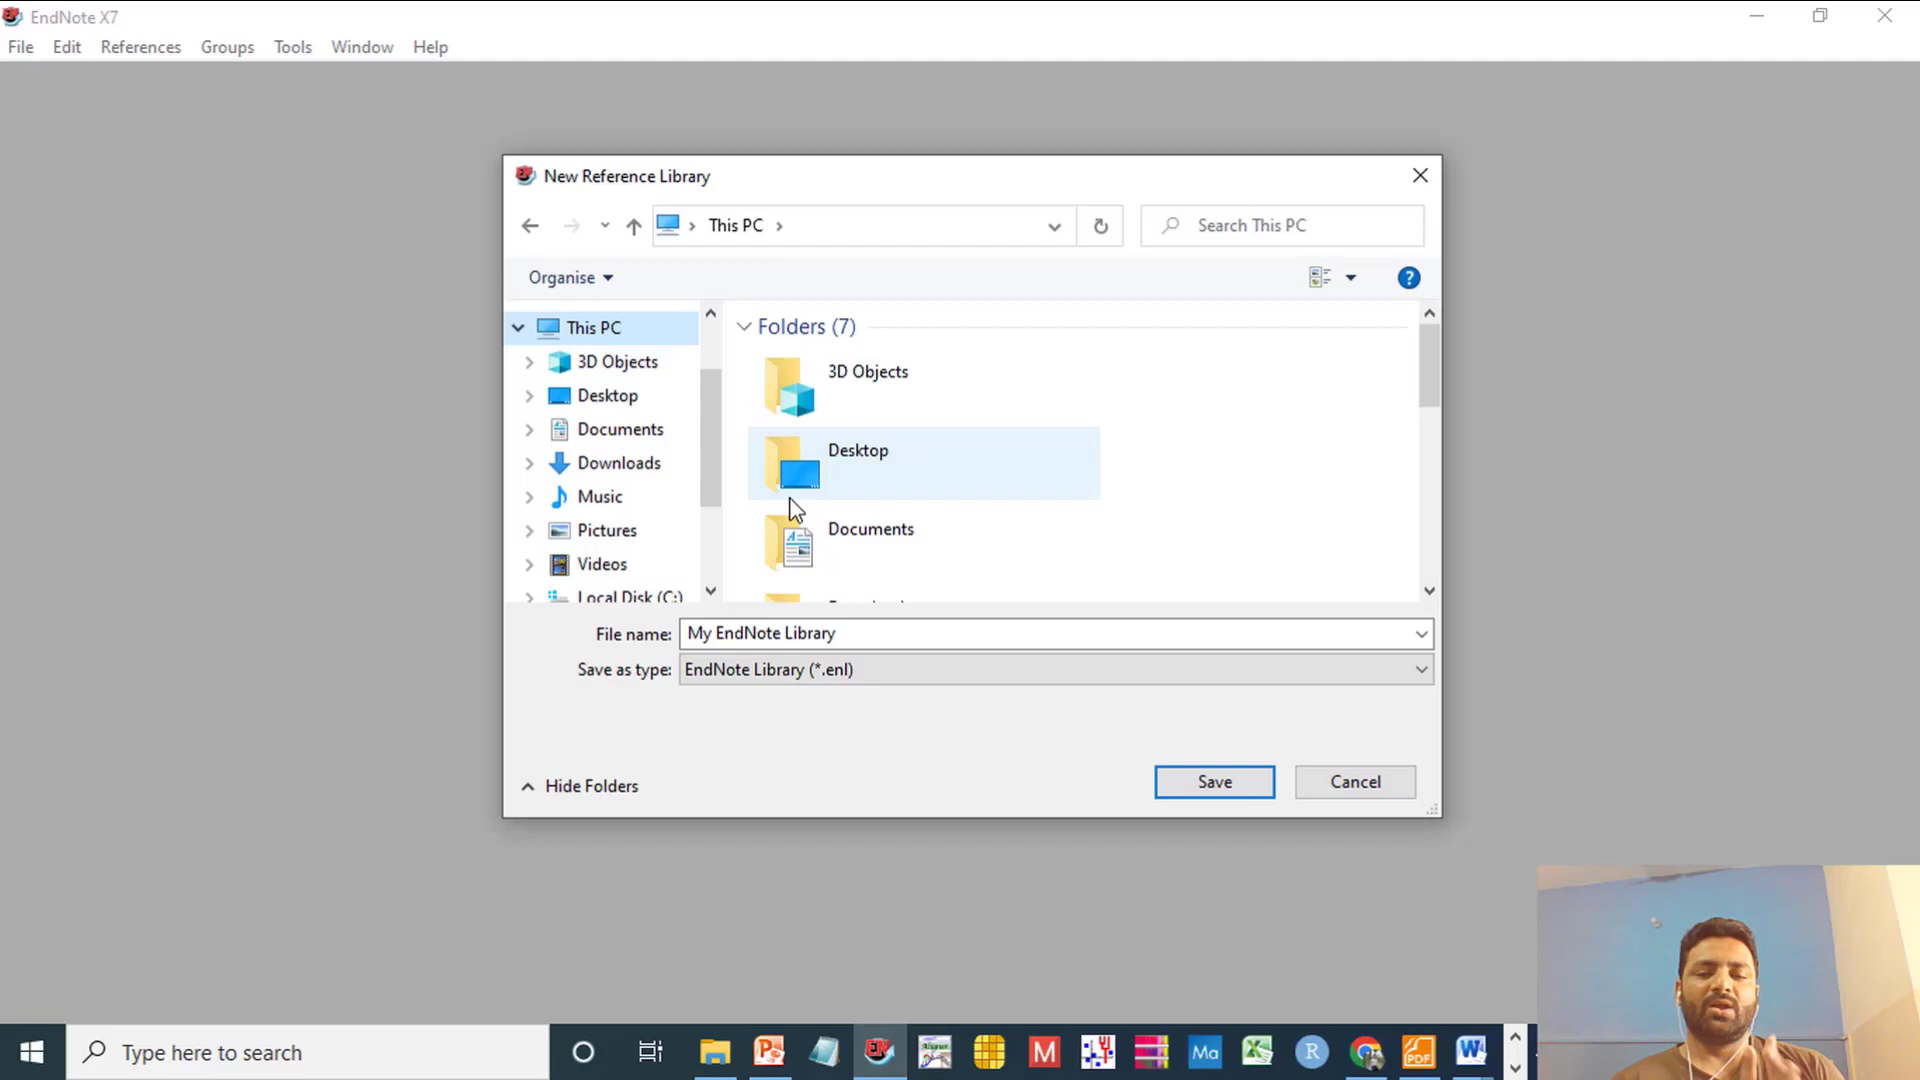 EndNote X7
File Edit References Groups Tools Window Help
New Reference Library
This PC
Search This PC
Organise
This PC
3D Objects
Desktop
Documents
Downloads
Music
Pictures
Videos
Local Disk (C:)
Folders (7)
3D Objects
Desktop
Documents
File name: My EndNote Library
Save as type: EndNote Library (*.enl)
Hide Folders
Save Cancel
Type here to search